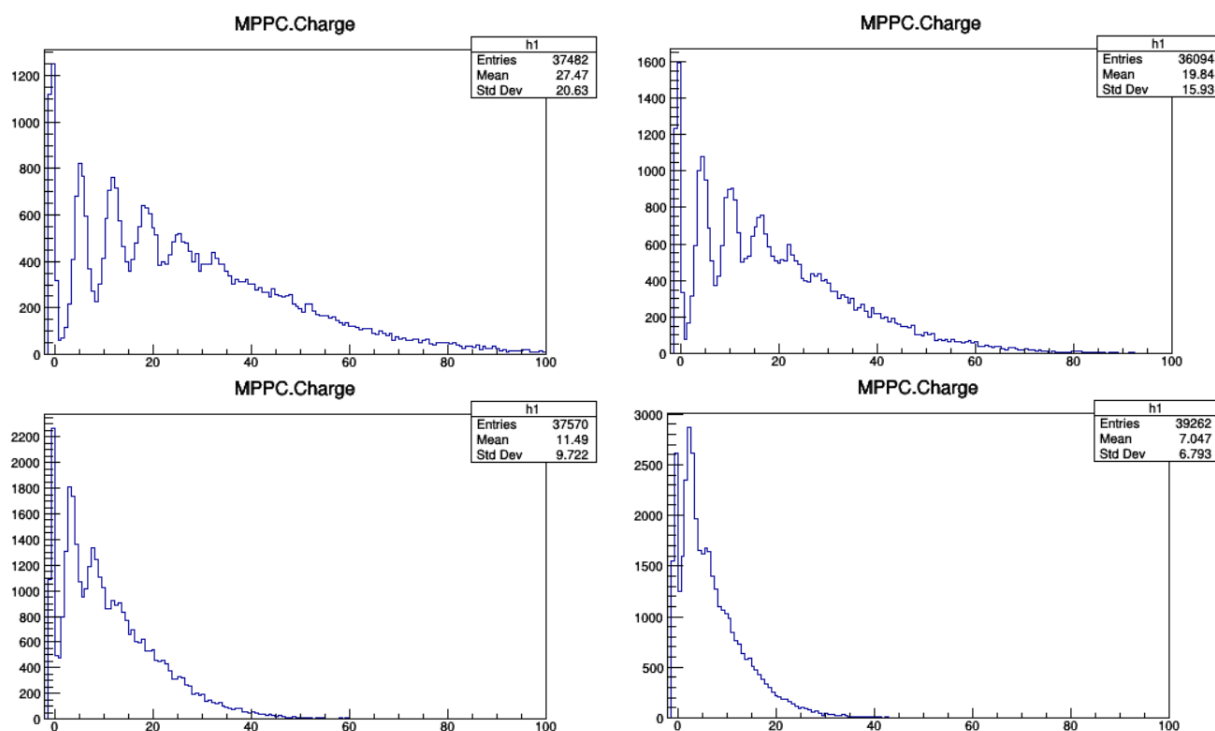 MPPC.Charge
h1
Entries 37482
Mean 27.47
Std Dev 20.63
1200
1000
800
600
400
200
0
0 20 40 60 80 100
MPPC.Charge
h1
Entries 36094
Mean 19.84
Std Dev 15.93
1600
1400
1200
1000
800
600
400
200
0
0 20 40 60 80 100
MPPC.Charge
h1
Entries 37570
Mean 11.49
Std Dev 9.722
2200
2000
1800
1600
1400
1200
1000
800
600
400
200
0
0 20 40 60 80 100
MPPC.Charge
h1
Entries 39262
Mean 7.047
Std Dev 6.793
3000
2500
2000
1500
1000
500
0
0 20 40 60 80 100